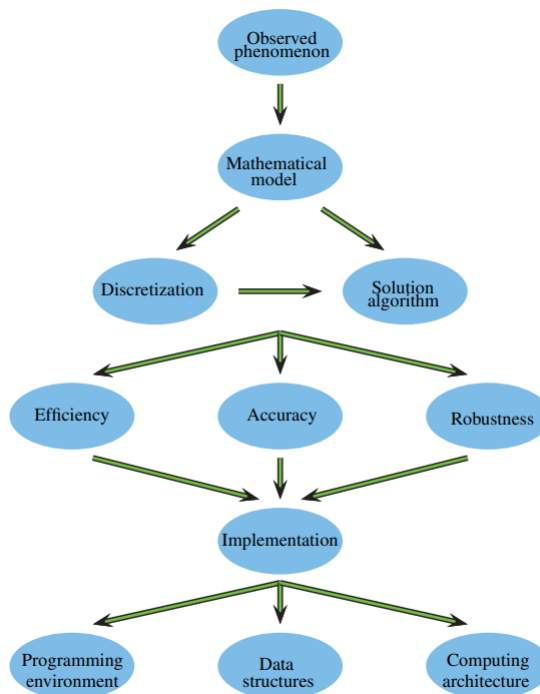 Observed
phenomenon
Mathematical
model
Discretization
Solution
algorithm
Efficiency
Accuracy
Robustness
Implementation
Programming
environment
Data
structures
Computing
architecture